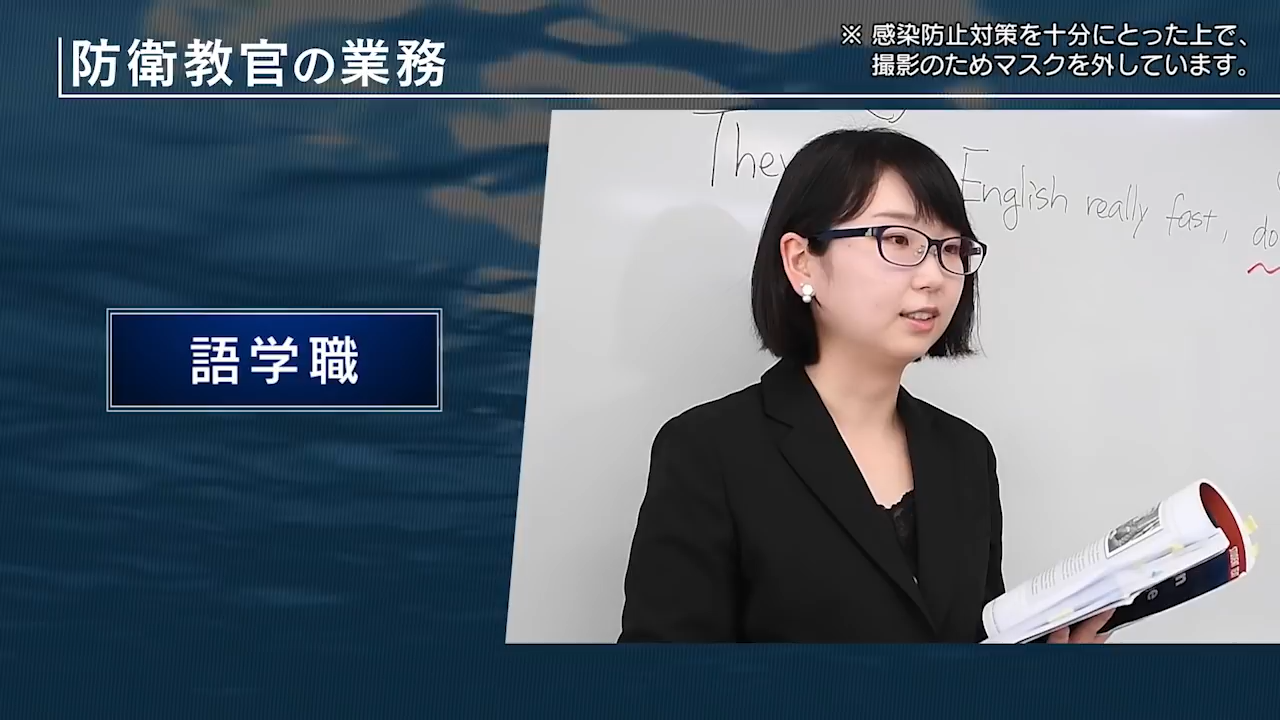 防衛教官の業務
※ 感染防止対策を十分にとった上で、
撮影のためマスクを外しています。
語学職
They
English really fast, do